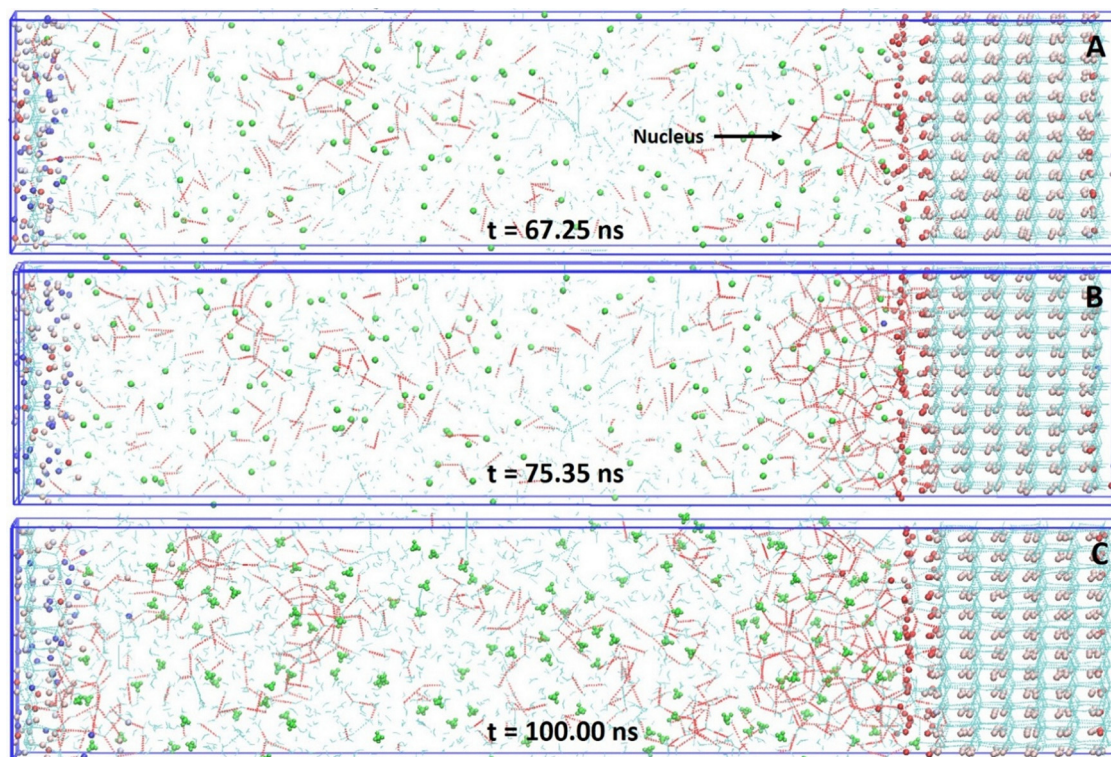 A
Nucleus
t = 67.25 ns
B
t = 75.35 ns
C
t = 100.00 ns